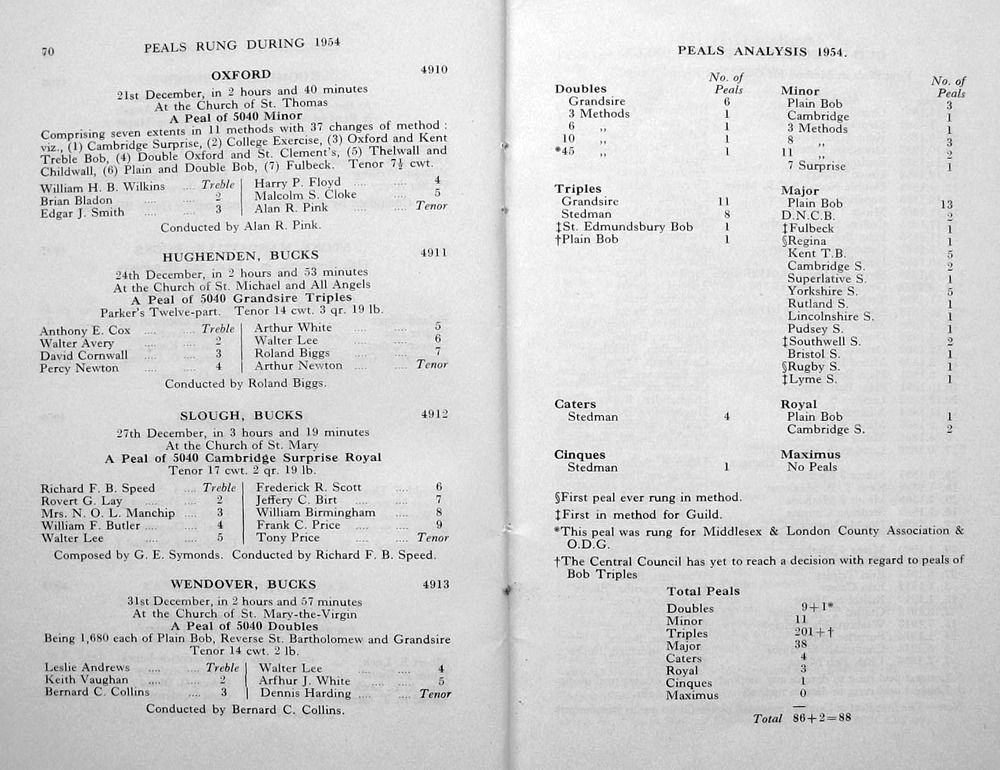 70
PEALS RUNG DURING 1954
OXFORD 4910
21st December, in 2 hours and 40 minutes
At the Church of St. Thomas
A Peal of 5040 Minor
Comprising seven extents in 11 methods with 37 changes of method :
viz., (1) Cambridge Surprise, (2) College Exercise, (3) Oxford and Kent
Treble Bob, (4) Double Oxford and St. Clement's, (5) Thelwall and
Childwall, (6) Plain and Double Bob, (7) Fulbeck. Tenor 7½ cwt.
William H. B. Wilkins .... Treble Harry P. Floyd .... .... 4
Brian Bladon .... .... 2 Malcolm S. Cloke .... 5
Edgar J. Smith .... .... 3 Alan R. Pink .... .... Tenor
Conducted by Alan R. Pink.
HUGHENDEN, BUCKS 4911
24th December, in 2 hours and 53 minutes
At the Church of St. Michael and All Angels
A Peal of 5040 Grandsire Triples
Parker's Twelve-part. Tenor 14 cwt. 3 qr. 19 lb.
Anthony E. Cox .... .... Treble Arthur White .... .... 5
Walter Avery .... .... 2 Walter Lee .... .... 6
David Cornwall .... .... 3 Roland Biggs .... .... 7
Percy Newton .... .... 4 Arthur Newton .... .... Tenor
Conducted by Roland Biggs.
SLOUGH, BUCKS 4912
27th December, in 3 hours and 19 minutes
At the Church of St. Mary
A Peal of 5040 Cambridge Surprise Royal
Tenor 17 cwt. 2 qr. 19 lb.
Richard F. B. Speed .... Treble Frederick R. Scott .... 6
Rovert G. Lay .... .... 2 Jeffery C. Birt .... .... 7
Mrs. N. O. L. Manchip .... 3 William Birmingham .... 8
William F. Butler .... .... 4 Frank C. Price .... .... 9
Walter Lee .... .... 5 Tony Price .... .... Tenor
Composed by G. E. Symonds. Conducted by Richard F. B. Speed.
WENDOVER, BUCKS 4913
31st December, in 2 hours and 57 minutes
At the Church of St. Mary-the-Virgin
A Peal of 5040 Doubles
Being 1,680 each of Plain Bob, Reverse St. Bartholomew and Grandsire
Tenor 14 cwt. 2 lb.
Leslie Andrews .... .... Treble Walter Lee .... .... 4
Keith Vaughan .... .... 2 Arfhur J. White .... .... 5
Bernard C. Collins .... 3 Dennis Harding .... .... Tenor
Conducted by Bernard C. Collins.
PEALS ANALYSIS 1954.
No. of
Doubles Peals
Grandsire 6
3 Methods 1
6 ,, 1
10 ,, 1
*45 ,, 1
Triples
Grandsire 11
Stedman 8
‡St. Edmundsbury Bob 1
†Plain Bob 1
Caters
Stedman 4
Cinques
Stedman 1
No. of
Minor Peals
Plain Bob 3
Cambridge 1
3 Methods 1
8 ,, 3
11 ,, 2
7 Surprise 1
Major
Plain Bob 13
D.N.C.B. 2
‡Fulbeck 1
§Regina 1
Kent T.B. 5
Cambridge S. 2
Superlative S. 1
Yorkshire S. 5
Rutland S. 1
Lincolnshire S. 1
Pudsey S. 1
‡Southwell S. 2
Bristol S. 1
§Rugby S. 1
‡Lyme S. 1
Royal
Plain Bob 1
Cambridge S. 2
Maximus
No Peals
§First peal ever rung in method.
‡First in method for Guild.
*This peal was rung for Middlesex & London County Association &
O.D.G.
†The Central Council has yet to reach a decision with regard to peals of
Bob Triples
Total Peals
Doubles 9+1*
Minor 11
Triples 201+†
Major 38
Caters 4
Royal 3
Cinques 1
Maximus 0
Total 86+2=88